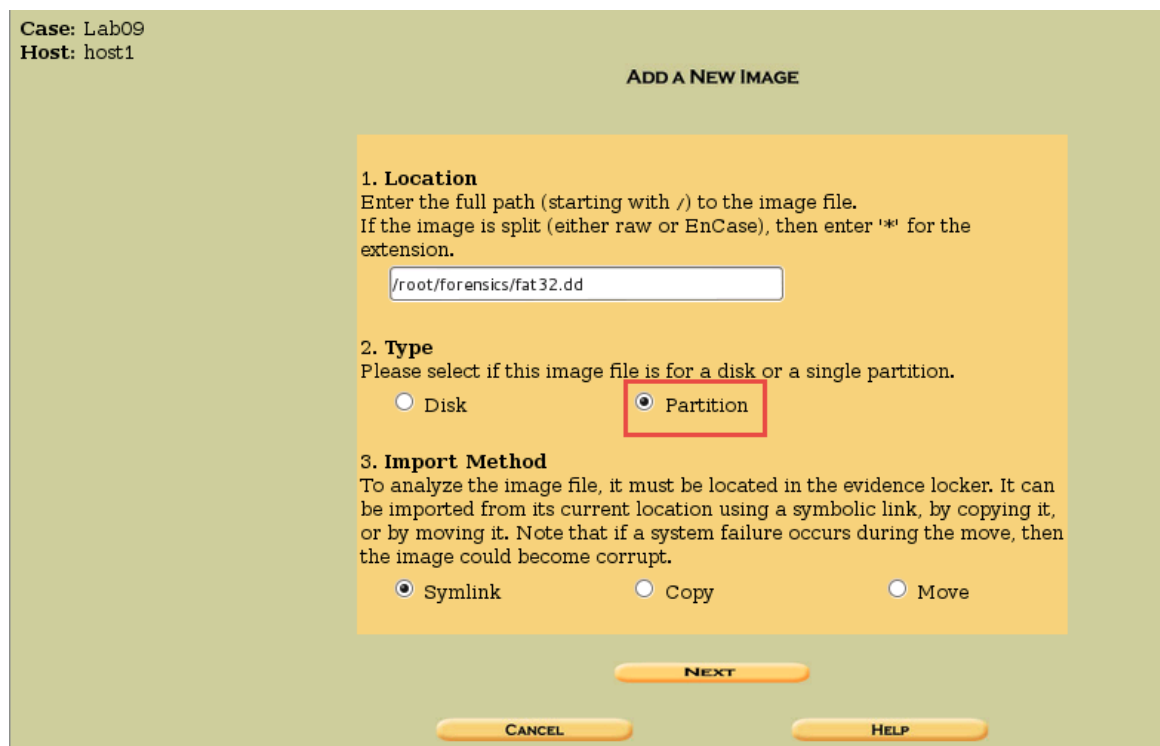 Case: Lab09
Host: host1
ADD A NEW IMAGE
1. Location
Enter the full path (starting with /) to the image file.
If the image is split (either raw or EnCase), then enter '*' for the
extension.
/root/forensics/fat32.dd
2. Type
Please select if this image file is for a disk or a single partition.
Disk Partition
3. Import Method
To analyze the image file, it must be located in the evidence locker. It can
be imported from its current location using a symbolic link, by copying it,
or by moving it. Note that if a system failure occurs during the move, then
the image could become corrupt.
Symlink Copy Move
NEXT
CANCEL HELP